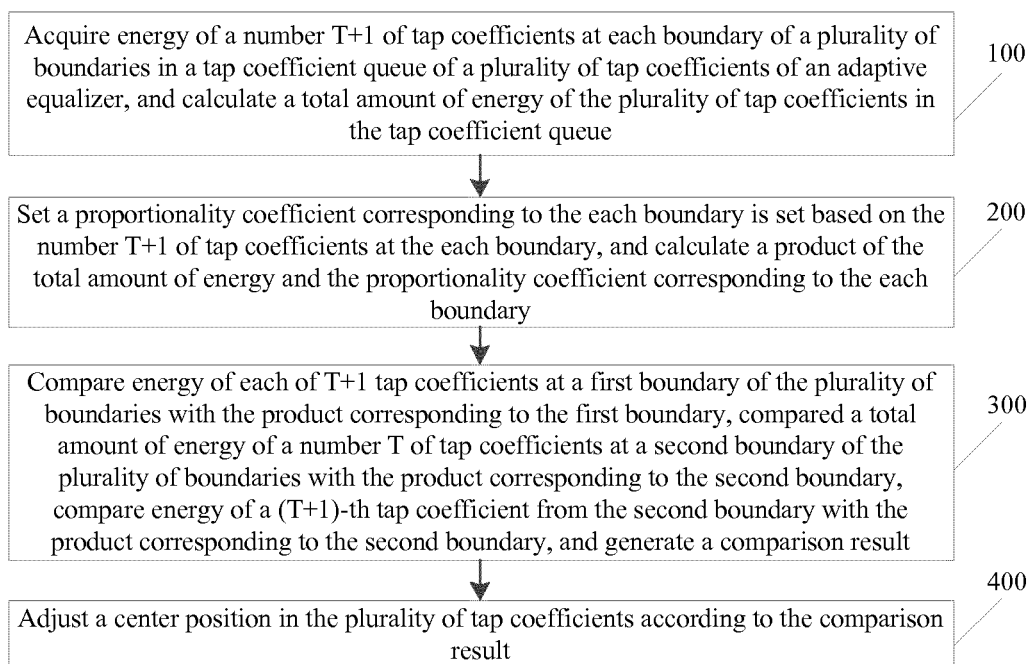 Acquire energy of a number T+1 of tap coefficients at each boundary of a plurality of
boundaries in a tap coefficient queue of a plurality of tap coefficients of an adaptive
equalizer, and calculate a total amount of energy of the plurality of tap coefficients in
the tap coefficient queue
100
Set a proportionality coefficient corresponding to the each boundary is set based on the
number T+1 of tap coefficients at the each boundary, and calculate a product of the
total amount of energy and the proportionality coefficient corresponding to the each
boundary
200
Compare energy of each of T+1 tap coefficients at a first boundary of the plurality of
boundaries with the product corresponding to the first boundary, compared a total
amount of energy of a number T of tap coefficients at a second boundary of the
plurality of boundaries with the product corresponding to the second boundary,
compare energy of a (T+1)-th tap coefficient from the second boundary with the
product corresponding to the second boundary, and generate a comparison result
300
Adjust a center position in the plurality of tap coefficients according to the comparison
result
400